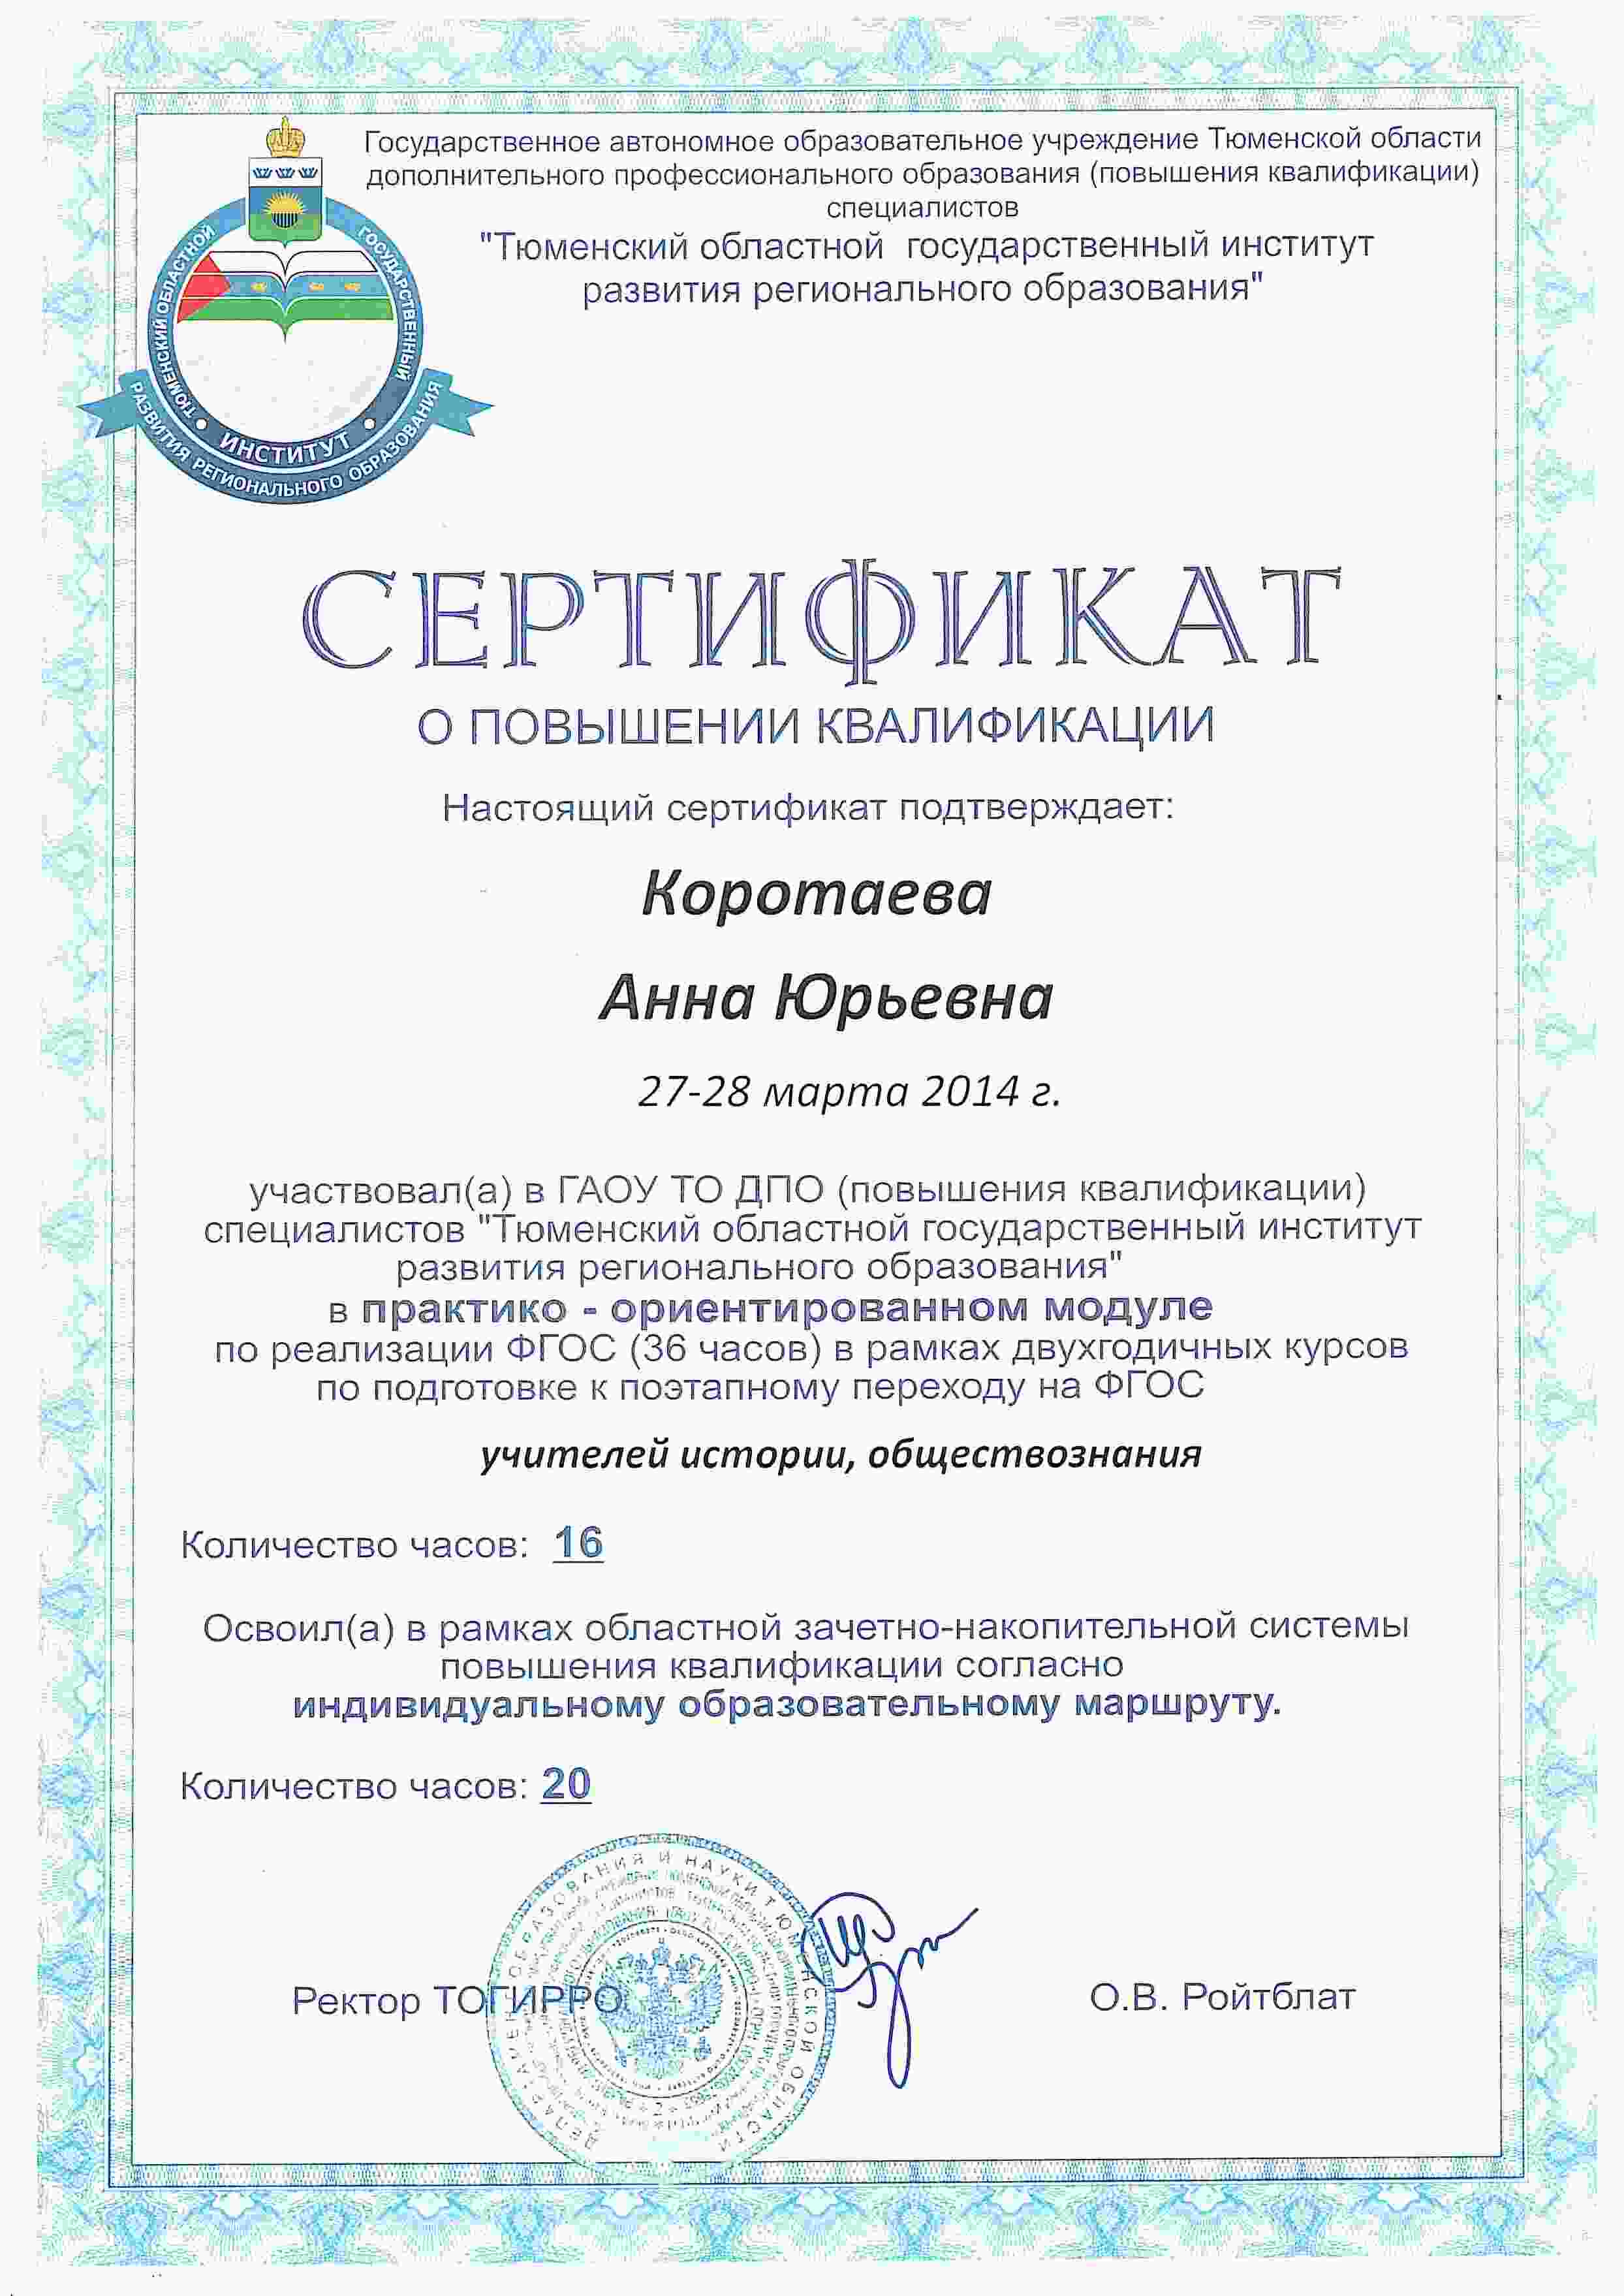 Государственное автономное образовательное учреждение Тюменской области
дополнительного профессионального образования (повышения квалификации)
специалистов
"Тюменский областной государственный институт
развития регионального образования"
ТЮМЕНСКИЙ ОБЛАСТНОЙ ГОСУДАРСТВЕННЫЙ
ИНСТИТУТ
РАЗВИТИЯ РЕГИОНАЛЬНОГО ОБРАЗОВАНИЯ
СЕРТИФИКАТ
О ПОВЫШЕНИИ КВАЛИФИКАЦИИ
Настоящий сертификат подтверждает:
Коротаева
Анна Юрьевна
27-28 марта 2014 г.
участвовал(а) в ГАОУ ТО ДПО (повышения квалификации)
специалистов "Тюменский областной государственный институт
развития регионального образования"
в практико - ориентированном модуле
по реализации ФГОС (36 часов) в рамках двухгодичных курсов
по подготовке к поэтапному переходу на ФГОС
учителей истории, обществознания
Количество часов: 16
Освоил(а) в рамках областной зачетно-накопительной системы
повышения квалификации согласно
индивидуальному образовательному маршруту.
Количество часов: 20
ДЕПАРТАМЕНТ ОБРАЗОВАНИЯ И НАУКИ ТЮМЕНСКОЙ ОБЛАСТИ
Ректор ТОГИРРО О.В. Ройтблат